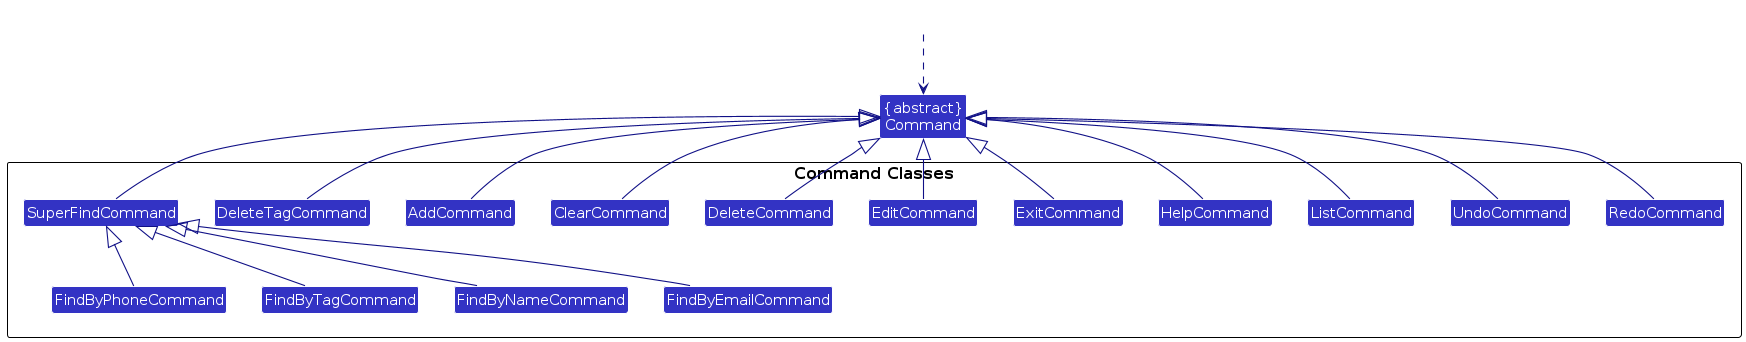 {abstract}
Command
Command Classes
SuperFindCommand
DeleteTagCommand
AddCommand
ClearCommand
DeleteCommand
EditCommand
ExitCommand
HelpCommand
ListCommand
UndoCommand
RedoCommand
FindByPhoneCommand
FindByTagCommand
FindByNameCommand
FindByEmailCommand